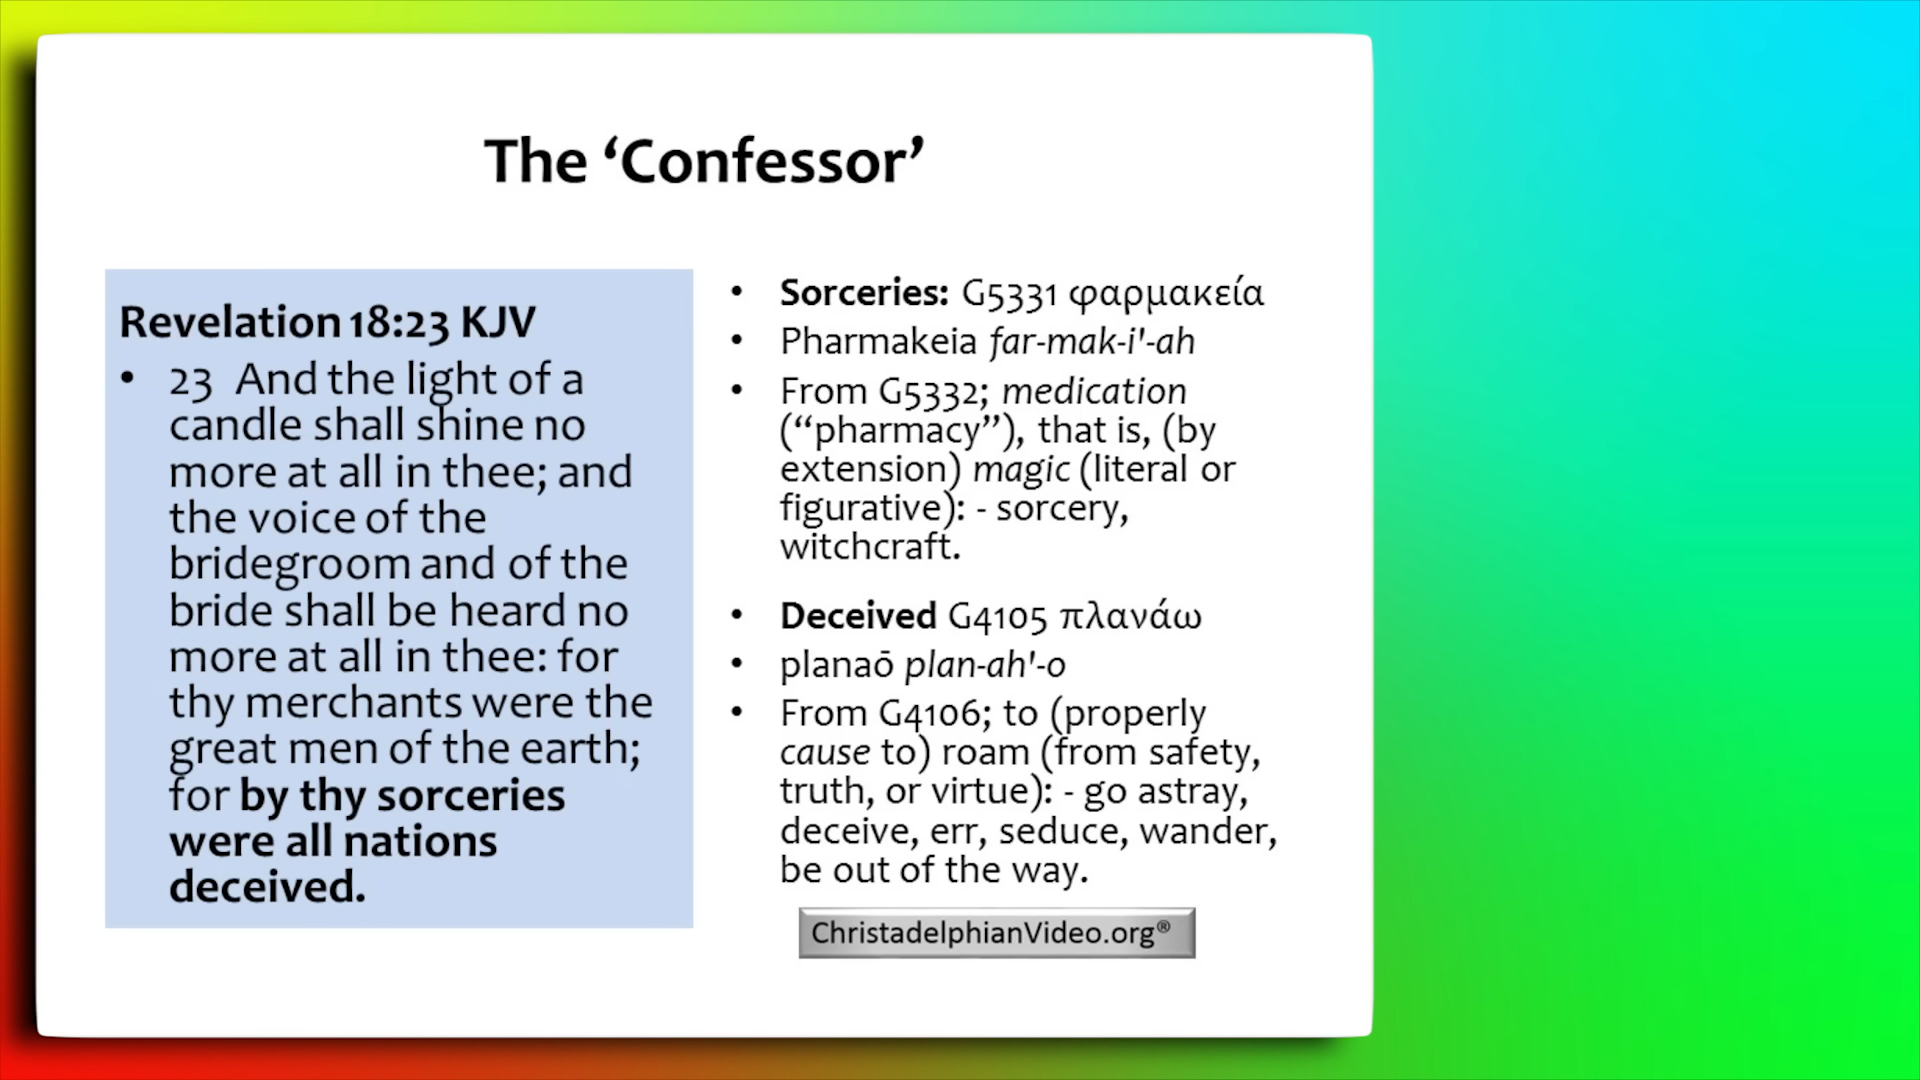 The ‘Confessor’
Revelation 18:23 KJV
• 23 And the light of a
candle shall shine no
more at all in thee; and
the voice of the
bridegroom and of the
bride shall be heard no
more at all in thee: for
thy merchants were the
great men of the earth;
for by thy sorceries
were all nations
deceived.
• Sorceries: G5331 φαρμακεία
• Pharmakeia far-mak-i'-ah
• From G5332; medication
(“pharmacy”), that is, (by
extension) magic (literal or
figurative): - sorcery,
witchcraft.
• Deceived G4105 πλανάω
• planaō plan-ah'-o
• From G4106; to (properly
cause to) roam (from safety,
truth, or virtue): - go astray,
deceive, err, seduce, wander,
be out of the way.
ChristadelphianVideo.org®